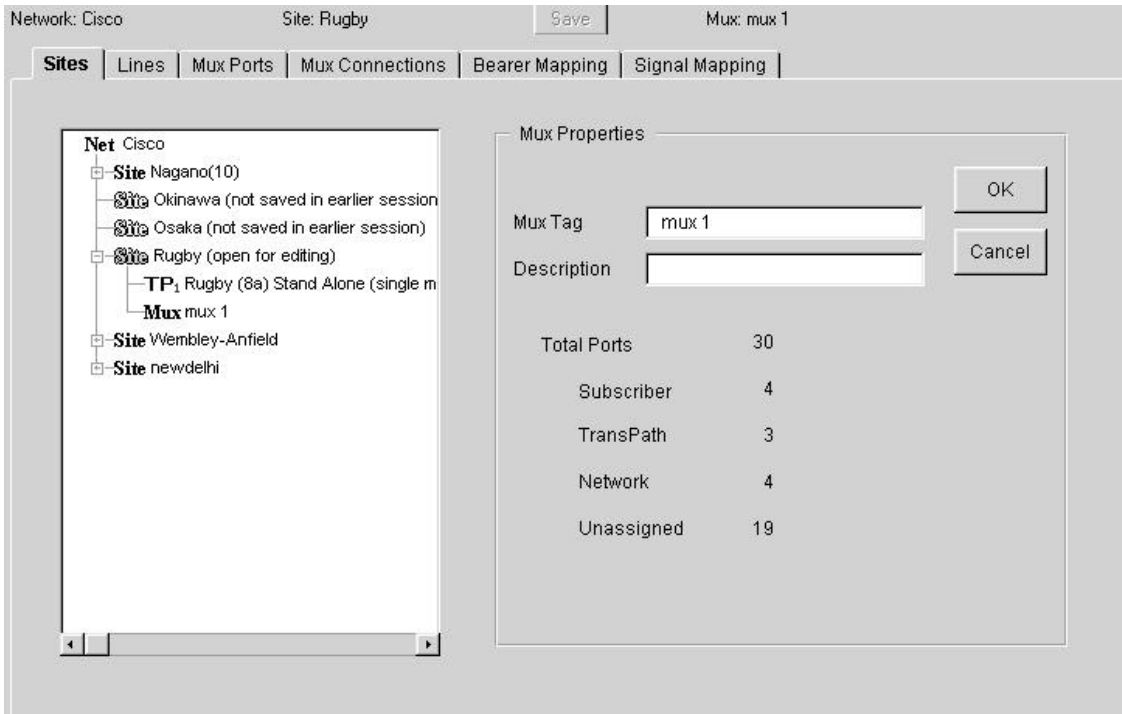 Network: Cisco Site: Rugby Save Mux: mux 1
Sites Lines Mux Ports Mux Connections Bearer Mapping Signal Mapping
Net Cisco
Site Nagano(10)
Site Okinawa (not saved in earlier session
Site Osaka (not saved in earlier session)
Site Rugby (open for editing)
TP1 Rugby (8a) Stand Alone (single m
Mux mux 1
Site Wembley-Anfield
Site newdelhi
Mux Properties
Mux Tag mux 1
Description
OK
Cancel
Total Ports 30
Subscriber 4
TransPath 3
Network 4
Unassigned 19